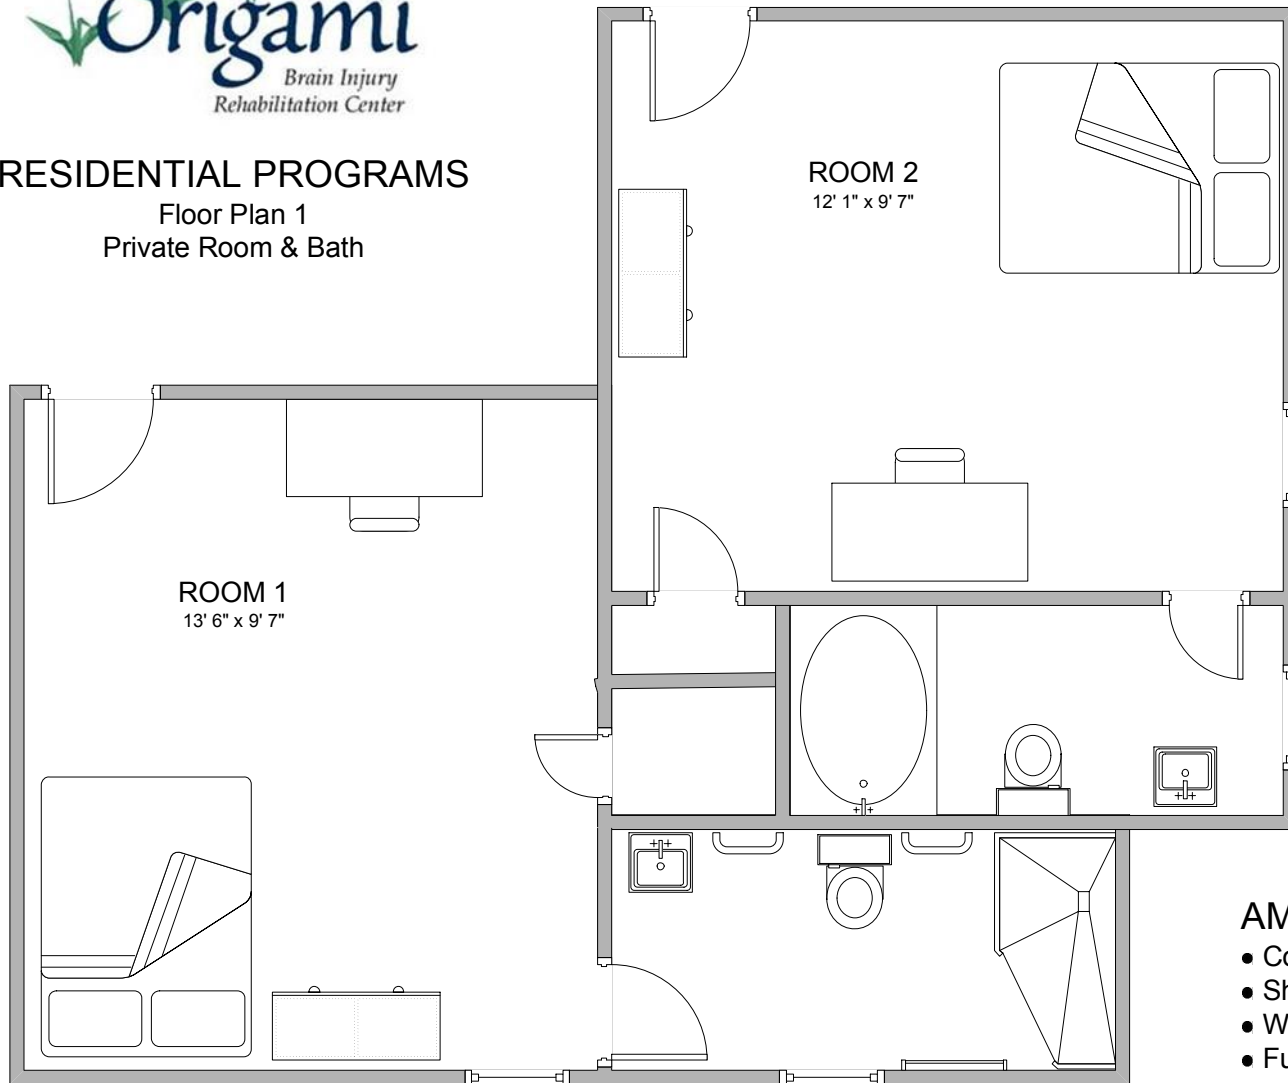 Origami
Brain Injury
Rehabilitation Center
RESIDENTIAL PROGRAMS
Floor Plan 1
Private Room & Bath
ROOM 2
12' 1" x 9' 7"
ROOM 1
13' 6" x 9' 7"